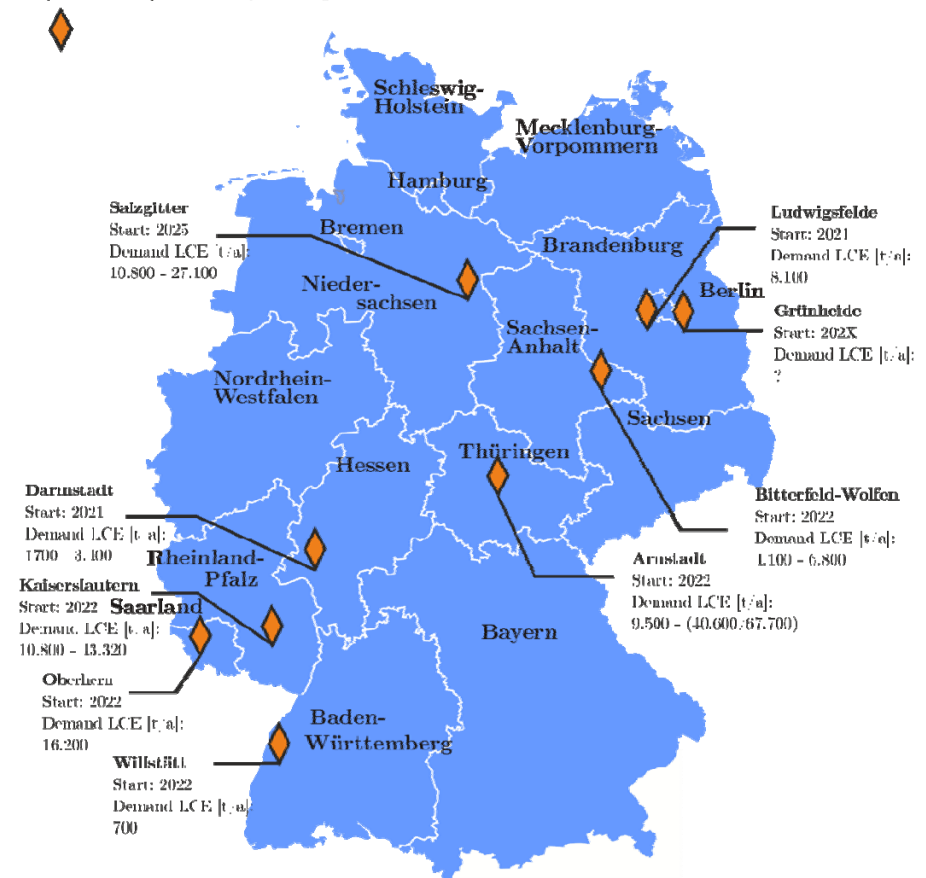 Schleswig-
Holstein
Mecklenburg-
Vorpommern
Hamburg
Salzgitter
Start: 2025
Demand LCE [t/a]:
10.800 - 27.100
Bremen
Nieder-
sachsen
Brandenburg
Ludwigsfelde
Start: 2021
Demand LCE [t/a]:
8.100
Berlin
Grünheide
Start: 202X
Demand LCE [t/a]:
?
Sachsen-
Anhalt
Nordrhein-
Westfalen
Sachsen
Hessen
Thüringen
Darmstadt
Start: 2021
Demand LCE [t/a]:
Bitterfeld-Wolfen
Start: 2022
Demand LCE [t/a]:
Rheinland-
Pfalz
Arnstadt
Start: 2022
Demand LCE [t/a]:
9.500 - (40.600/67.700)
Kaiserslautern
Start: 2022
Demand LCE [t/a]:
10.800 - 13.320
Saarland
Bayern
Start: 2022
Demand LCE [t/a]:
16.200
Baden-
Württemberg
Willstätt
Start: 2022
Demand LCE [t/a]
700